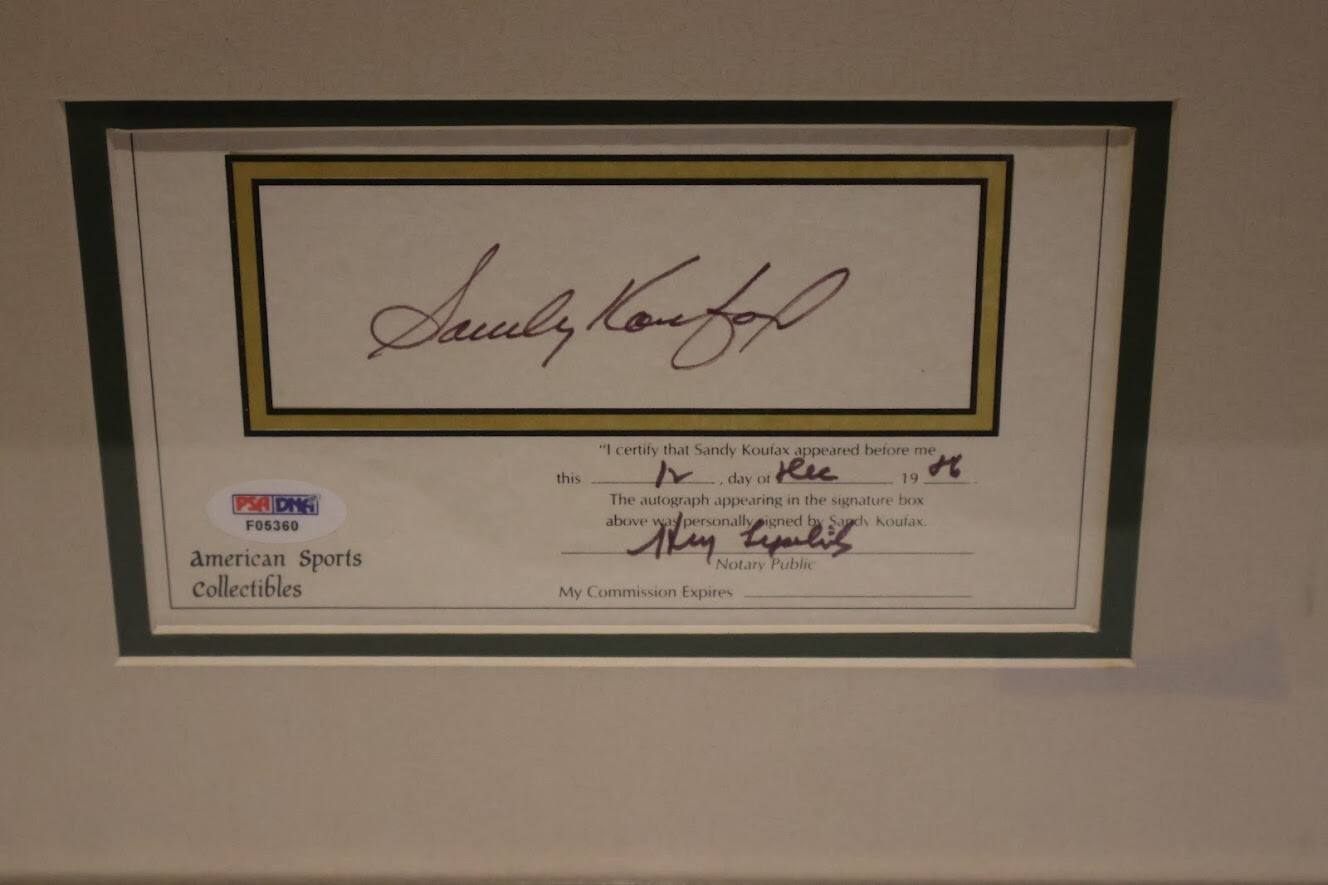 Sandy Koufax
"I certify that Sandy Koufax appeared before me
this 12, day of Dec 1986
The autograph appearing in the signature box
above was personally signed by Sandy Koufax.
Notary Public
My Commission Expires
PSA DNA
F05360
American Sports
Collectibles